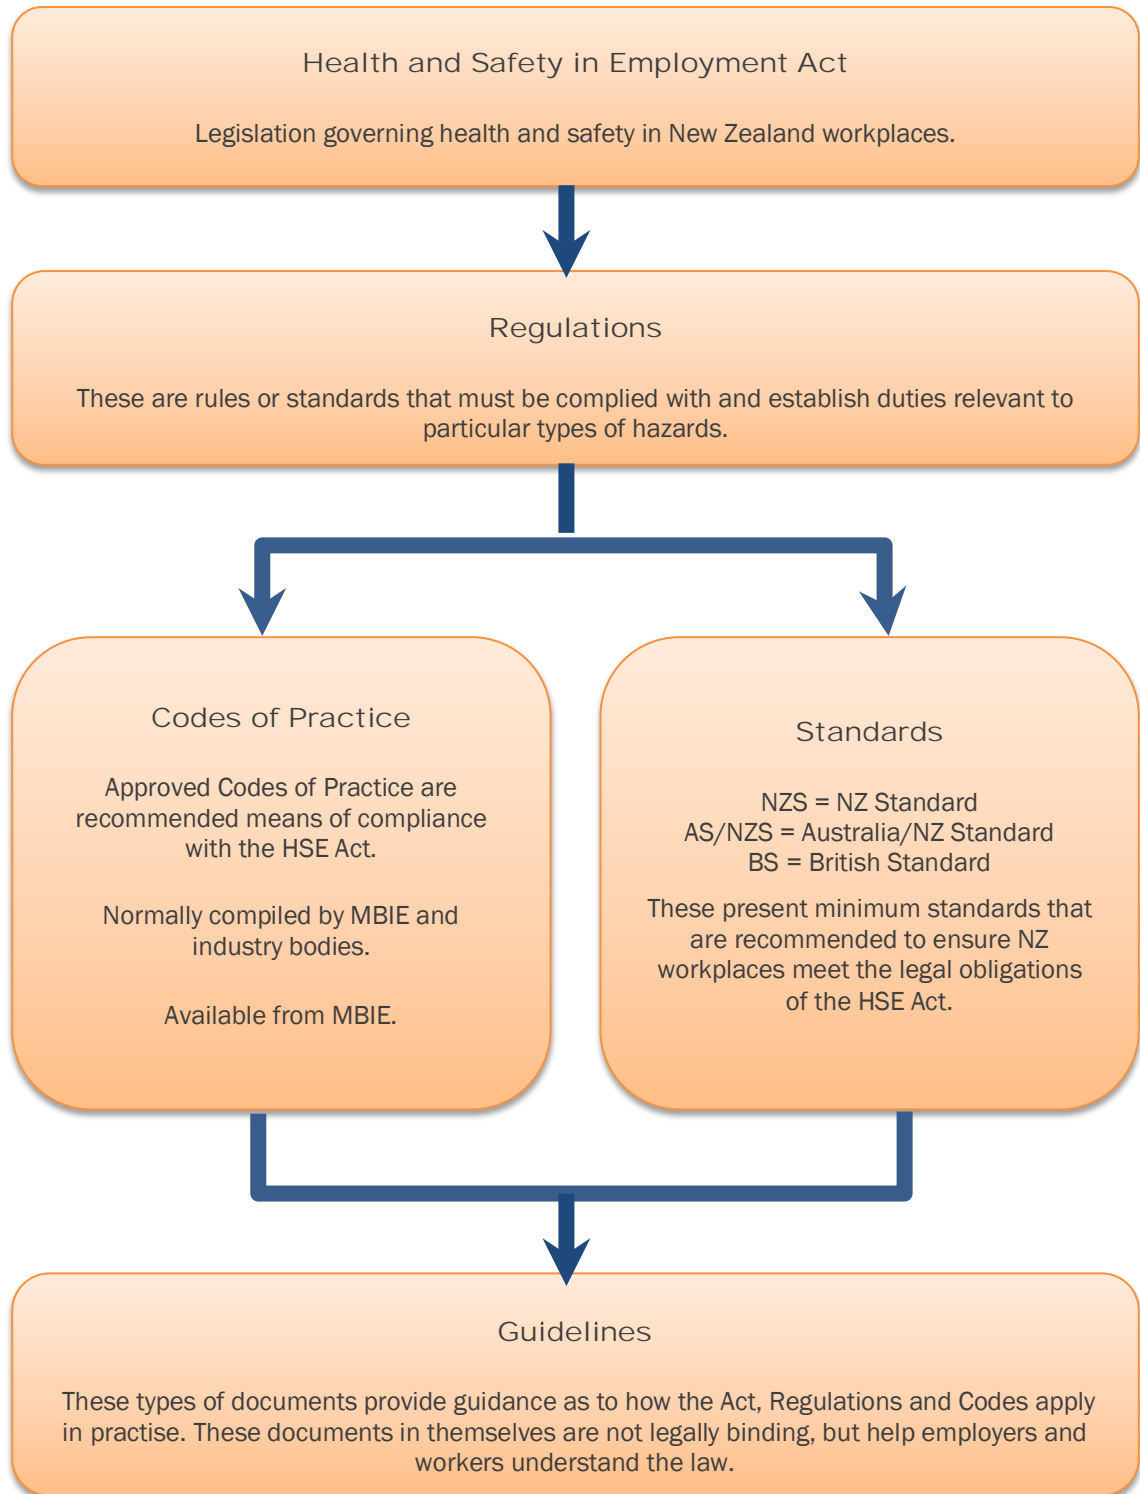 Health and Safety in Employment Act
Legislation governing health and safety in New Zealand workplaces.
Regulations
These are rules or standards that must be complied with and establish duties relevant to
particular types of hazards.
Codes of Practice
Approved Codes of Practice are
recommended means of compliance
with the HSE Act.
Normally compiled by MBIE and
industry bodies.
Available from MBIE.
Standards
NZS = NZ Standard
AS/NZS = Australia/NZ Standard
BS = British Standard
These present minimum standards that
are recommended to ensure NZ
workplaces meet the legal obligations
of the HSE Act.
Guidelines
These types of documents provide guidance as to how the Act, Regulations and Codes apply
in practise. These documents in themselves are not legally binding, but help employers and
workers understand the law.